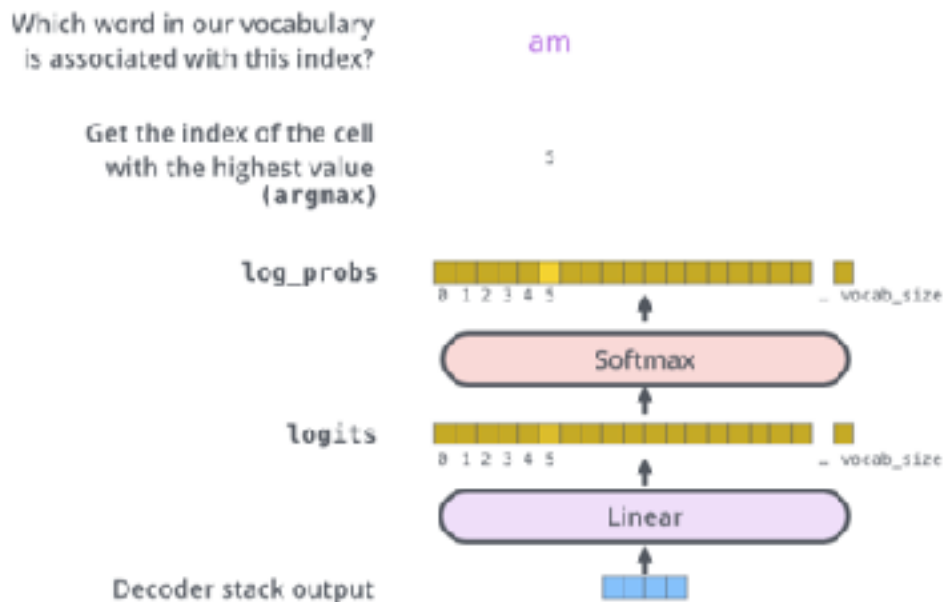 Which word in our vocabulary
is associated with this index?
am
Get the index of the cell
with the highest value
(argmax)
5
log_probs
0 1 2 3 4 5 … vocab_size
Softmax
logits
0 1 2 3 4 5 … vocab_size
Linear
Decoder stack output